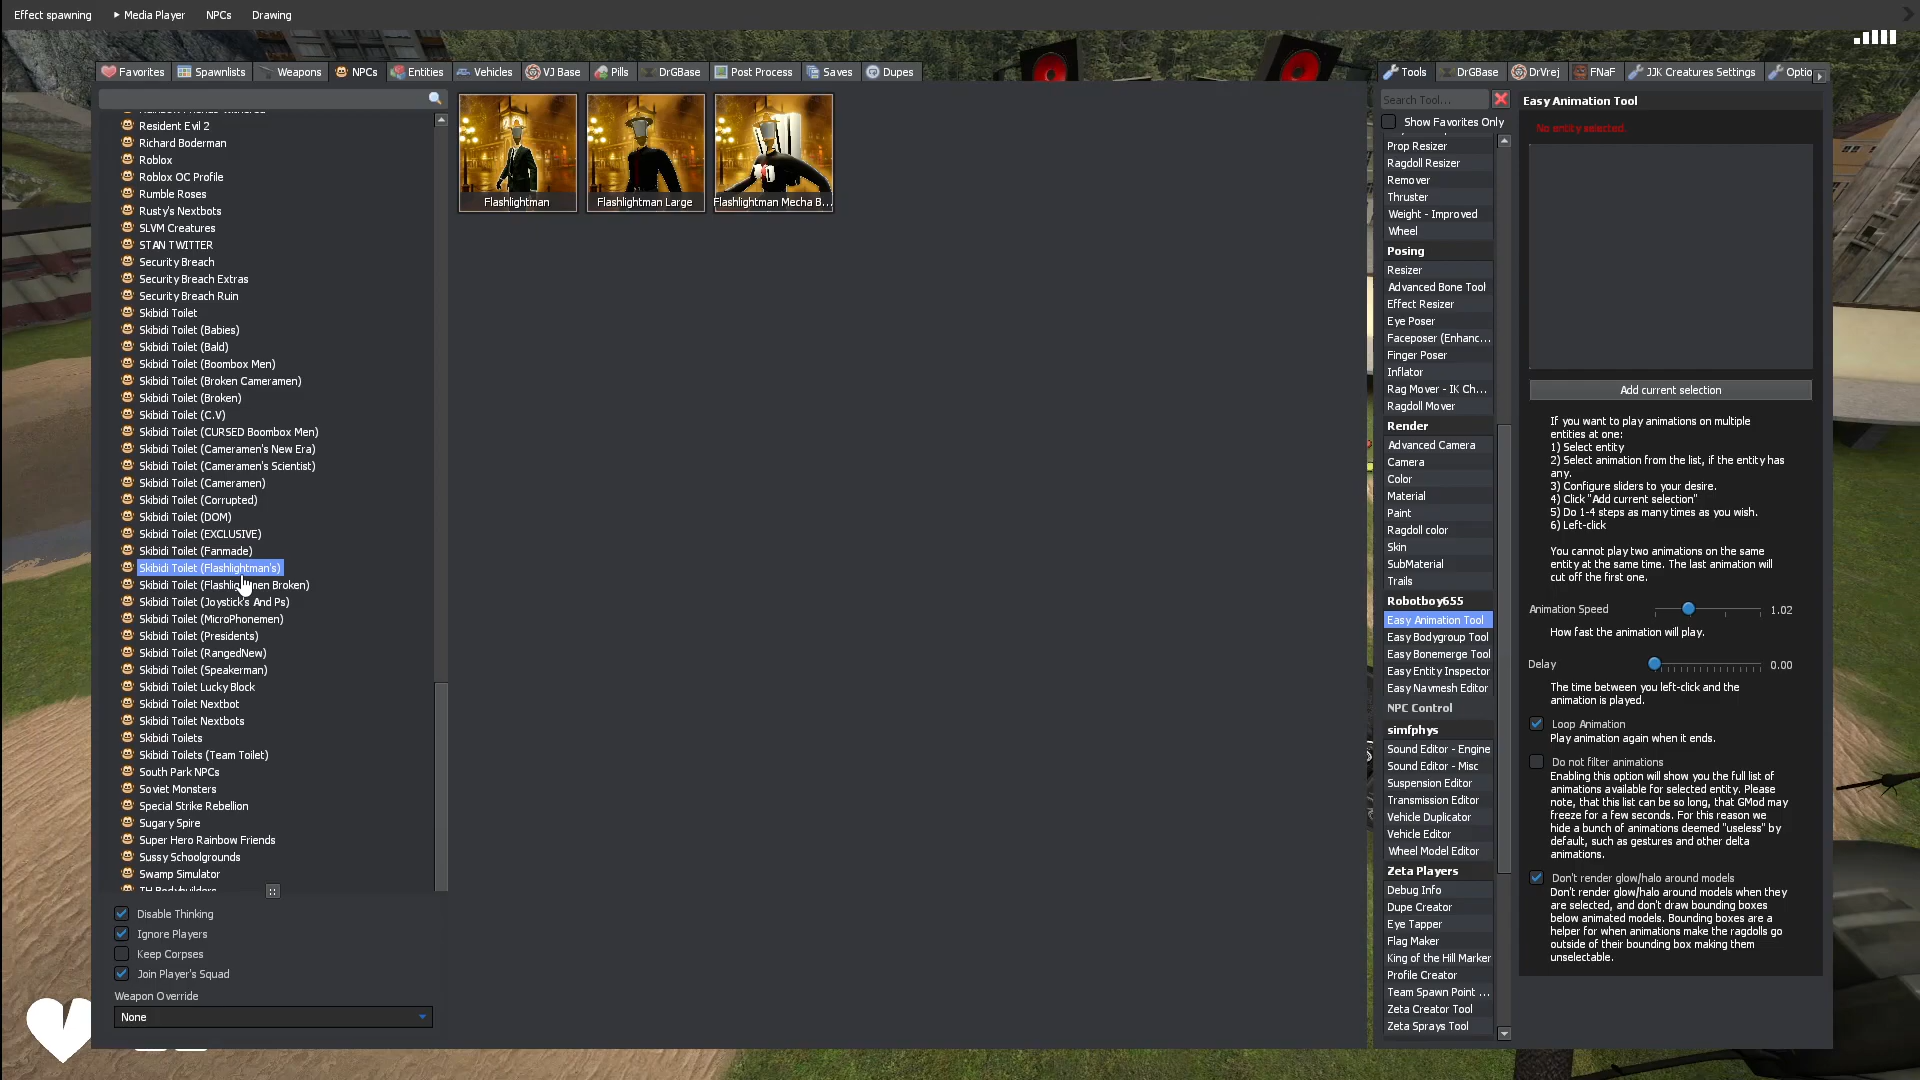 Effect spawning
Media Player
NPCs
Drawing
Favorites
Spawnlists
Weapons
NPCs
Entities
Vehicles
VJ Base
Pills
DrGBase
Post Process
Saves
Dupes
Resident Evil 2
Richard Boderman
Roblox
Roblox OC Profile
Rumble Roses
Rusty's Nextbots
SLVM Creatures
STAN TWITTER
Security Breach
Security Breach Extras
Security Breach Ruin
Skibidi Toilet
Skibidi Toilet (Babies)
Skibidi Toilet (Bald)
Skibidi Toilet (Boombox Men)
Skibidi Toilet (Broken Cameramen)
Skibidi Toilet (Broken)
Skibidi Toilet (C.V)
Skibidi Toilet (CURSED Boombox Men)
Skibidi Toilet (Cameramen's New Era)
Skibidi Toilet (Cameramen's Scientist)
Skibidi Toilet (Cameramen)
Skibidi Toilet (Corrupted)
Skibidi Toilet (DOM)
Skibidi Toilet (EXCLUSIVE)
Skibidi Toilet (Fanmade)
Skibidi Toilet (Flashlightman's)
Skibidi Toilet (Joystick's And Ps)
Skibidi Toilet (MicroPhonemen)
Skibidi Toilet (Presidents)
Skibidi Toilet (RangedNew)
Skibidi Toilet (Speakerman)
Skibidi Toilet Lucky Block
Skibidi Toilet Nextbot
Skibidi Toilet Nextbots
Skibidi Toilets
Skibidi Toilets (Team Toilet)
South Park NPCs
Soviet Monsters
Special Strike Rebellion
Sugary Spire
Super Hero Rainbow Friends
Sussy Schoolgrounds
Swamp Simulator
Disable Thinking
Ignore Players
Keep Corpses
Join Player's Squad
Weapon Override
None
Flashlightman
Flashlightman Large
Flashlightman Mecha B...
Tools
DrGBase
DrVrej
FNaF
JJK Creatures Settings
Optio
Search Tool...
Show Favorites Only
Prop Resizer
Ragdoll Resizer
Remover
Thruster
Weight - Improved
Wheel
Posing
Resizer
Advanced Bone Tool
Effect Resizer
Eye Poser
Faceposer (Enhanc...
Finger Poser
Inflator
Rag Mover - IK Ch...
Ragdoll Mover
Render
Advanced Camera
Camera
Color
Material
Paint
Ragdoll color
Skin
SubMaterial
Trails
Robotboy655
Easy Animation Tool
Easy Bodygroup Tool
Easy Bonemerge Tool
Easy Entity Inspector
Easy Navmesh Editor
NPC Control
simfphys
Sound Editor - Engine
Sound Editor - Misc
Suspension Editor
Transmission Editor
Vehicle Duplicator
Vehicle Editor
Wheel Model Editor
Zeta Players
Debug Info
Dupe Creator
Eye Tapper
Flag Maker
King of the Hill Marker
Profile Creator
Team Spawn Point ...
Zeta Creator Tool
Zeta Sprays Tool
Easy Animation Tool
No entity selected.
Add current selection
If you want to play animations on multiple
entities at one:
1) Select entity
2) Select animation from the list, if the entity has
any.
3) Configure sliders to your desire.
4) Click "Add current selection"
5) Do 1-4 steps as many times as you wish.
6) Left-click
You cannot play two animations on the same
entity at the same time. The last animation will
cut off the first one.
Animation Speed 1.02
How fast the animation will play.
Delay 0.00
The time between you left-click and the
animation is played.
Loop Animation
Play animation again when it ends.
Do not filter animations
Enabling this option will show you the full list of
animations available for selected entity. Please
note, that this list can be so long, that GMod may
freeze for a few seconds. For this reason we
hide a bunch of animations deemed "useless" by
default, such as gestures and other delta
animations.
Don't render glow/halo around models
Don't render glow/halo around models when they
are selected, and don't draw bounding boxes
below animated models. Bounding boxes are a
helper for when animations make the ragdolls go
outside of their bounding box making them
unselectable.